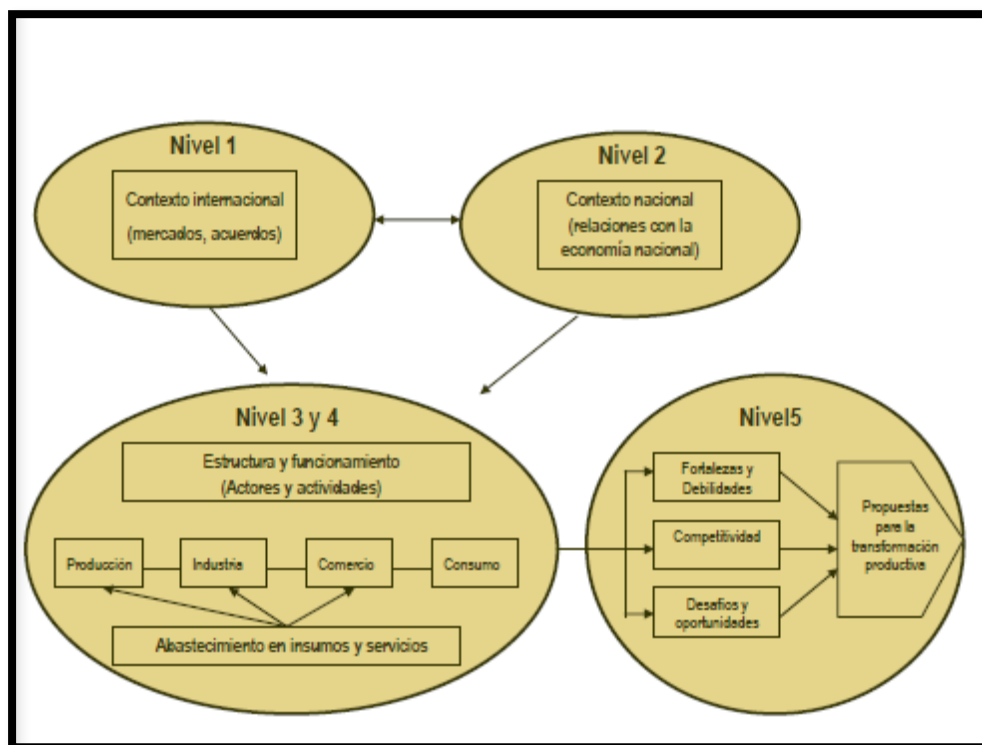 Nivel 1
Contexto internacional
(mercados, acuerdos)
Nivel 2
Contexto nacional
(relaciones con la
economía nacional)
Nivel 3 y 4
Estructura y funcionamiento
(Actores y actividades)
Producción
Industria
Comercio
Consumo
Abastecimiento en insumos y servicios
Nivel5
Fortalezas y
Debilidades
Competitividad
Desafíos y
oportunidades
Propuestas
para la
transformación
productiva